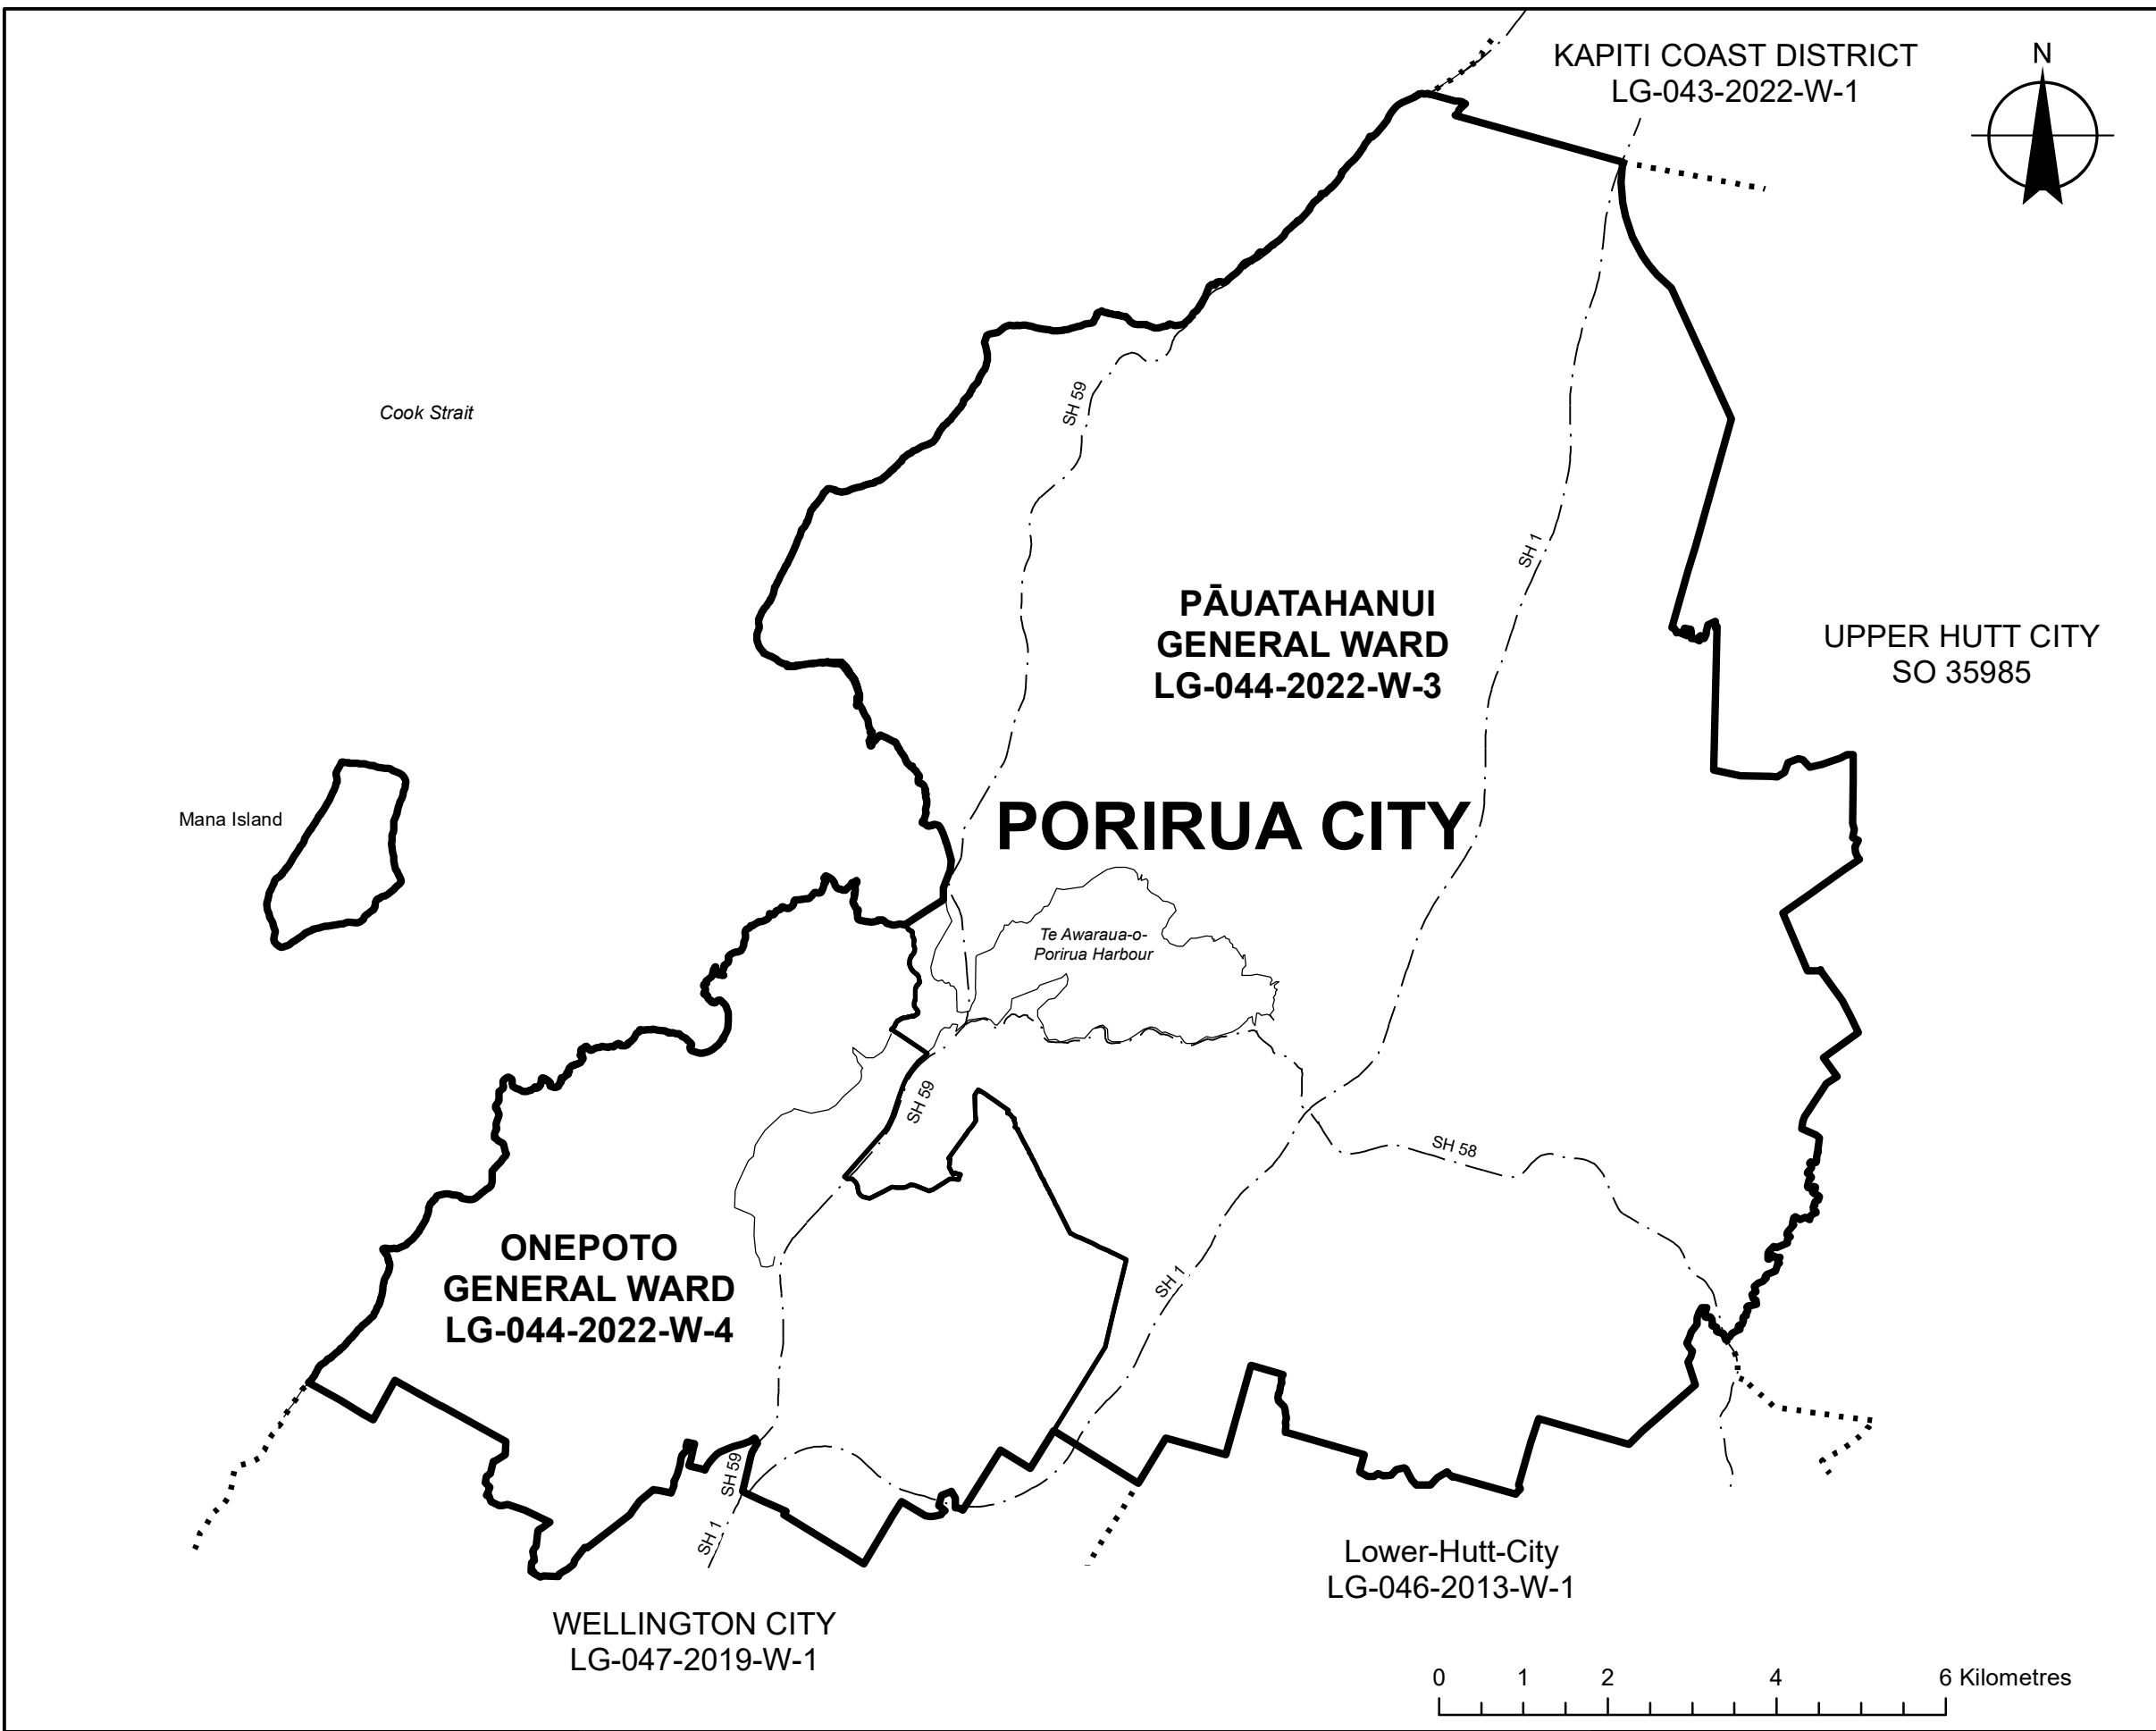 KAPITI COAST DISTRICT
LG-043-2022-W-1
N
Cook Strait
SH 59
SH 1
PĀUATAHANUI
GENERAL WARD
LG-044-2022-W-3
UPPER HUTT CITY
SO 35985
Mana Island
PORIRUA CITY
Te Awaraua-o-
Porirua Harbour
SH 59
SH 58
ONEPOTO
GENERAL WARD
LG-044-2022-W-4
SH 1
SH 59
SH 1
Lower-Hutt-City
LG-046-2013-W-1
WELLINGTON CITY
LG-047-2019-W-1
0 1 2 4 6 Kilometres